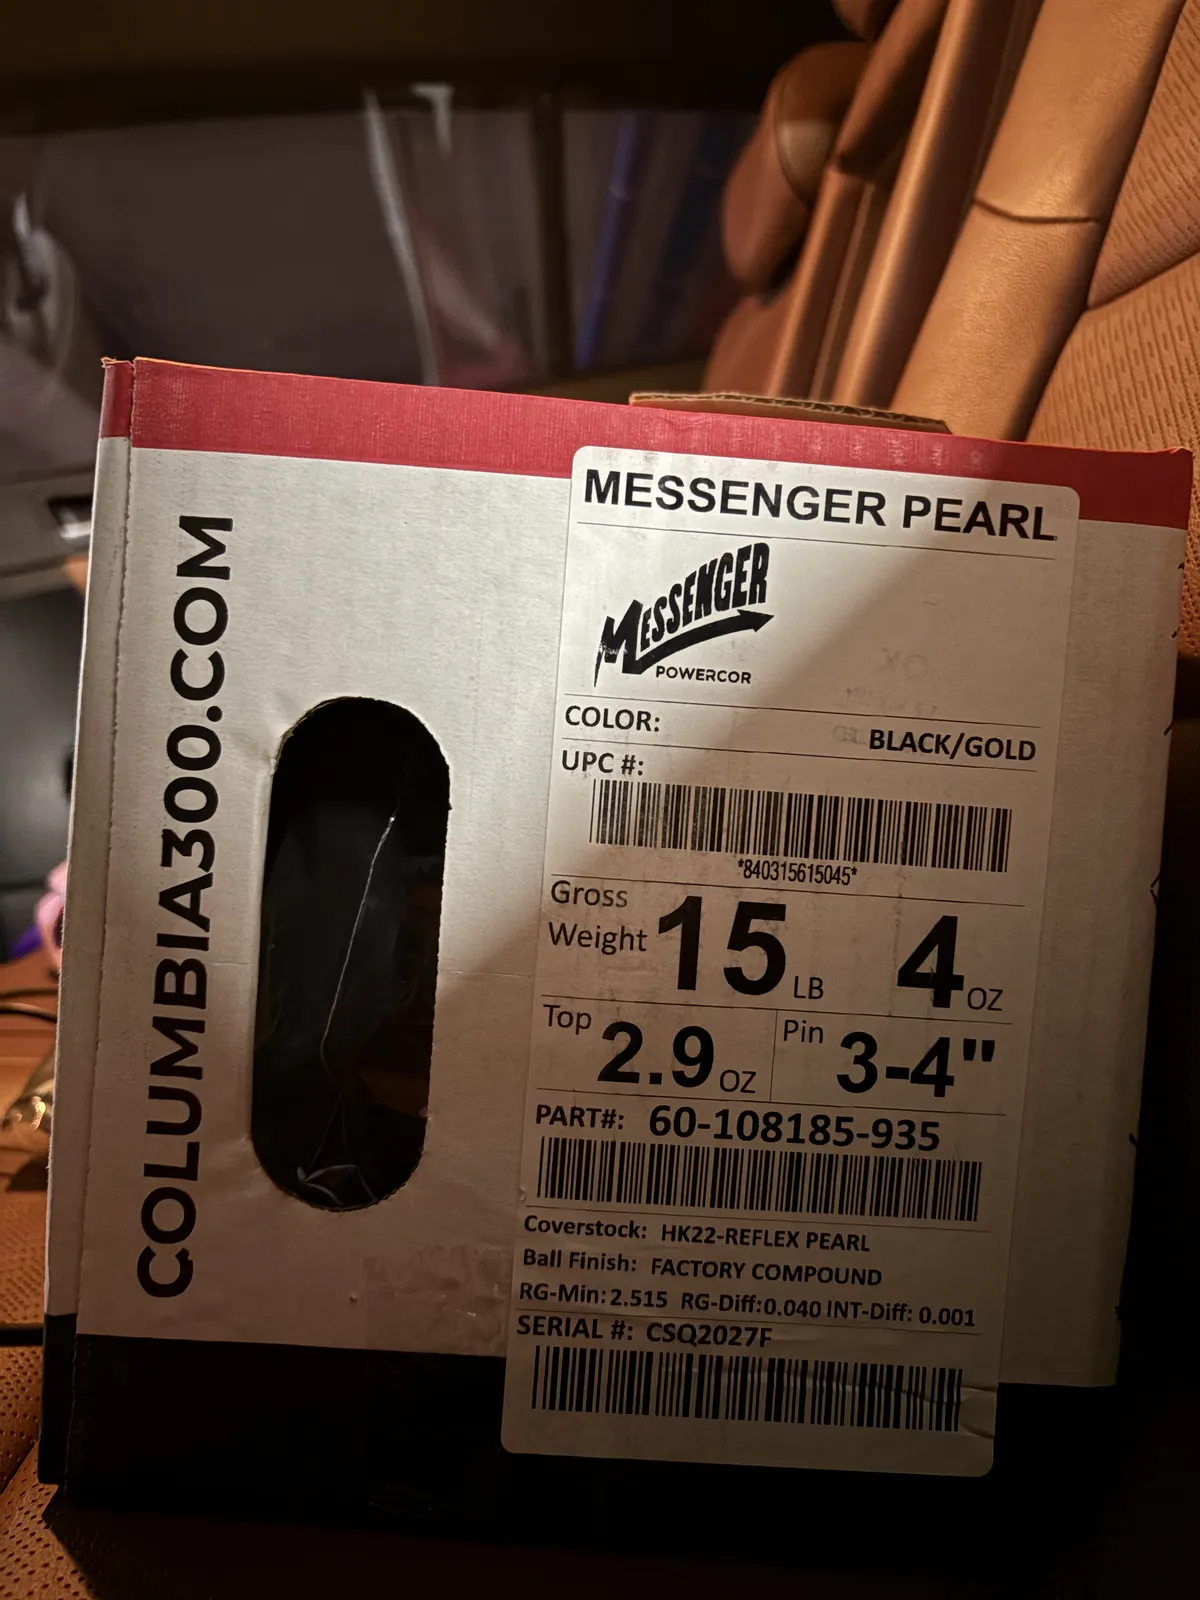 COLUMBIA300.COM
MESSENGER PEARL
MESSENGER
POWERCOR
COLOR: BLACK/GOLD
UPC #:
*840315615045*
Gross Weight 15 LB 4 OZ
Top 2.9 OZ Pin 3-4"
PART#: 60-108185-935
Coverstock: HK22-REFLEX PEARL
Ball Finish: FACTORY COMPOUND
RG-Min: 2.515 RG-Diff: 0.040 INT-Diff: 0.001
SERIAL #: CSQ2027F